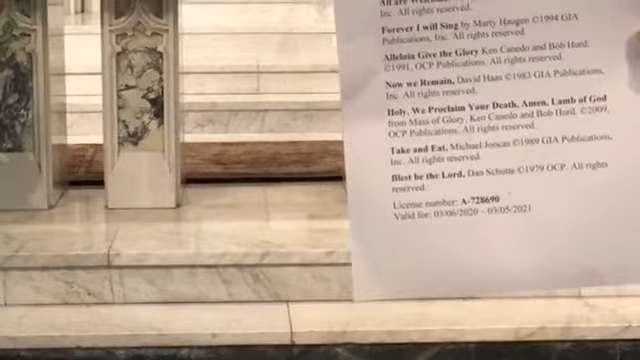 All are Welcome
Inc. All rights reserved.
Forever I will Sing by Marty Haugen ©1994 GIA
Publications, Inc. All rights reserved.
Alleluia Give the Glory Ken Canedo and Bob Hurd.
©1991, OCP Publications. All rights reserved.
Now we Remain, David Haas ©1983 GIA Publications,
Inc. All rights reserved.
Holy, We Proclaim Your Death, Amen, Lamb of God
from Mass of Glory. Ken Canedo and Bob Hurd. ©2009,
OCP Publications. All rights reserved.
Take and Eat, Michael Joncas ©1989 GIA Publications,
Inc. All rights reserved.
Blest be the Lord, Dan Schutte ©1979 OCP. All rights
reserved.
License number: A-728690
Valid for: 03/06/2020 – 03/05/2021